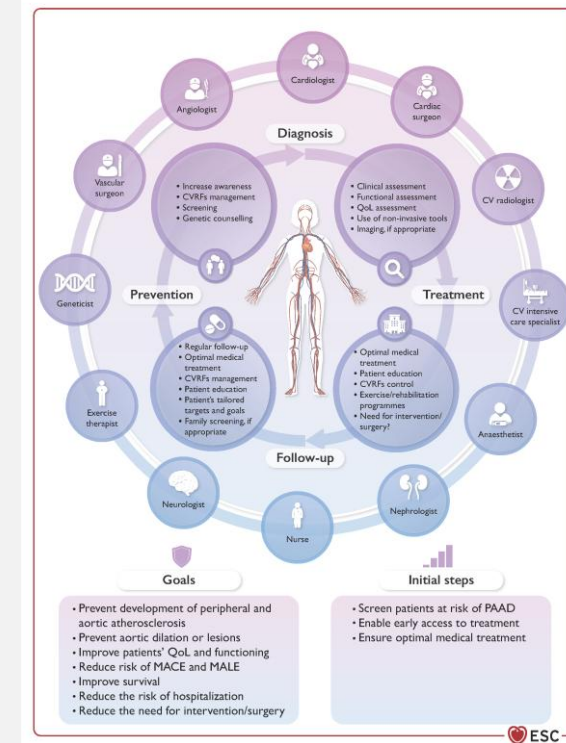 Cardiologist
Angiologist
Cardiac
surgeon
Diagnosis
Vascular
surgeon
CV radiologist
• Increase awareness
• CVRFs management
• Screening
• Genetic counselling
• Clinical assessment
• Functional assessment
• QoL assessment
• Use of non-invasive tools
• Imaging, if appropriate
Geneticist
Prevention
Treatment
CV intensive
care specialist
• Regular follow-up
• Optimal medical
treatment
• CVRFs management
• Patient education
• Patient's tailored
targets and goals
• Family screening, if
appropriate
• Optimal medical
treatment
• Patient education
• CVRFs control
• Exercise/rehabilitation
programmes
• Need for intervention/
surgery?
Exercise
therapist
Anaesthetist
Follow-up
Neurologist
Nephrologist
Nurse
Goals
• Prevent development of peripheral and
aortic atherosclerosis
• Prevent aortic dilation or lesions
• Improve patients' QoL and functioning
• Reduce risk of MACE and MALE
• Improve survival
• Reduce the risk of hospitalization
• Reduce the need for intervention/surgery
Initial steps
• Screen patients at risk of PAAD
• Enable early access to treatment
• Ensure optimal medical treatment
ESC